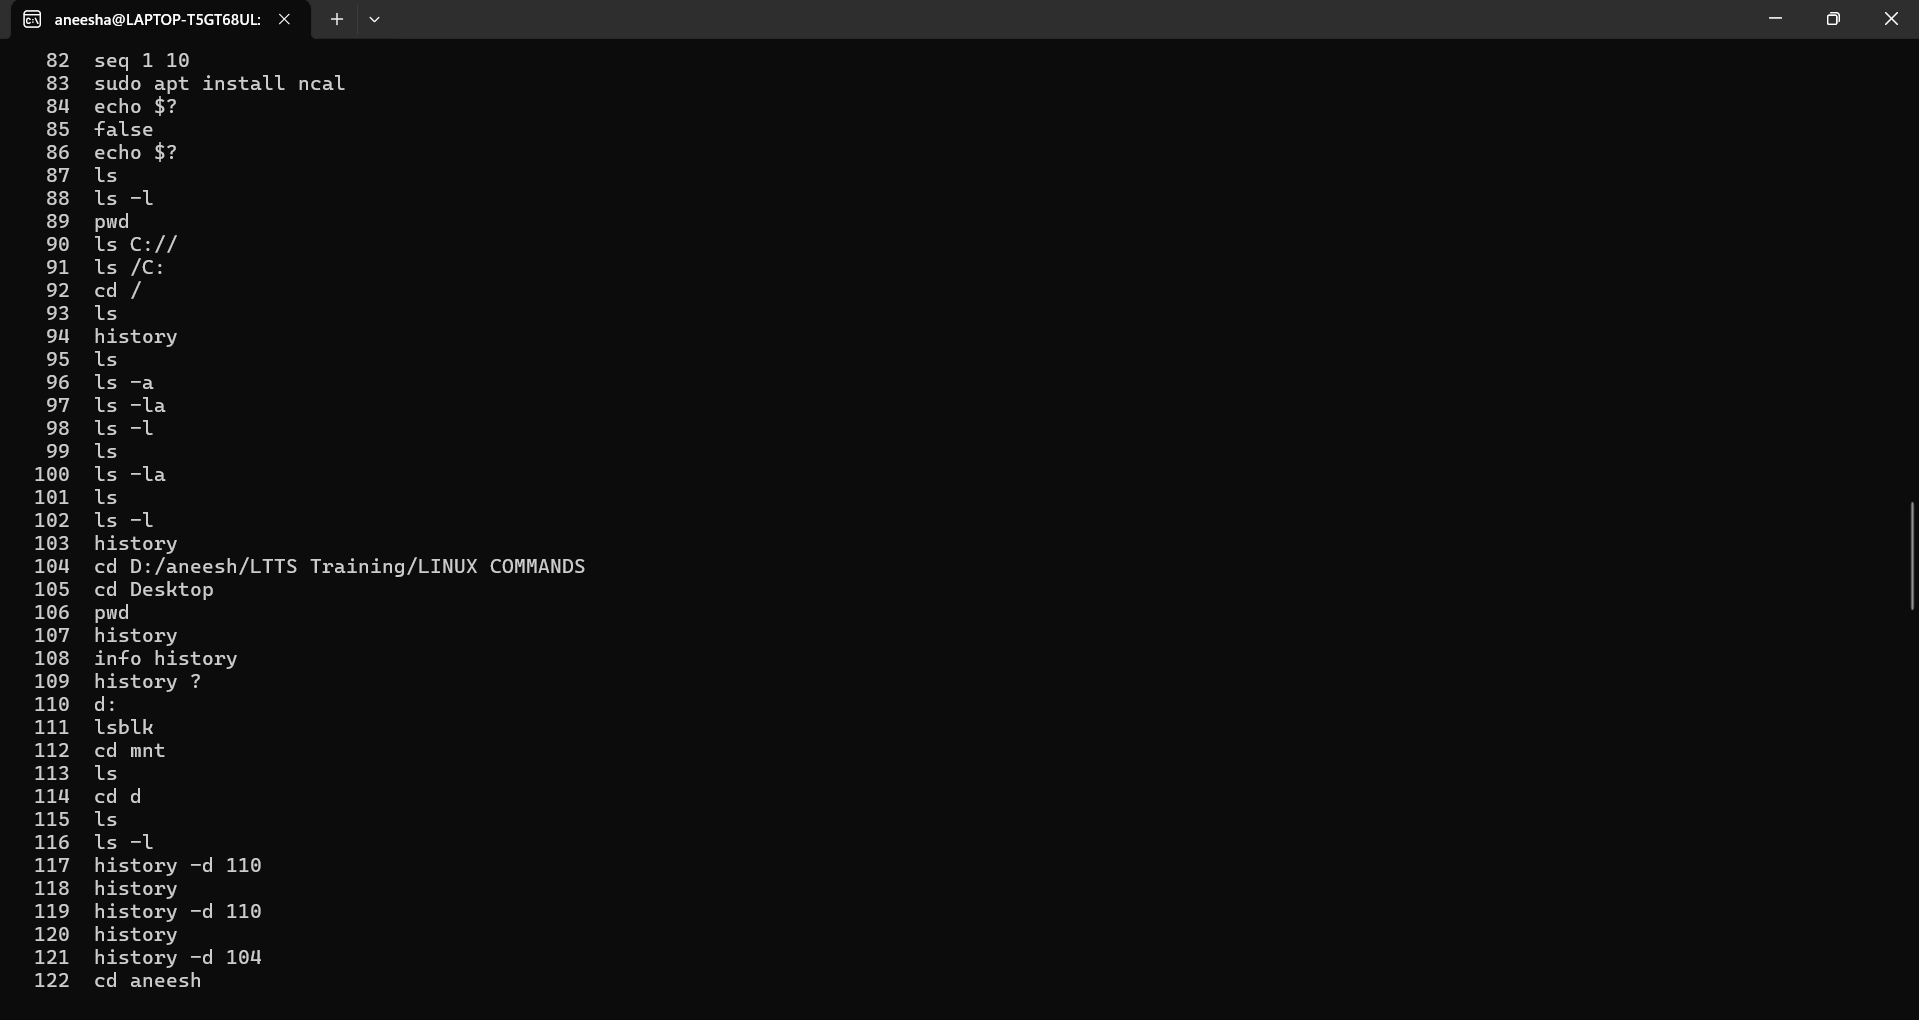 aneesha@LAPTOP-T5GT68UL:
82 seq 1 10
83 sudo apt install ncal
84 echo $?
85 false
86 echo $?
87 ls
88 ls -l
89 pwd
90 ls C://
91 ls /C:
92 cd /
93 ls
94 history
95 ls
96 ls -a
97 ls -la
98 ls -l
99 ls
100 ls -la
101 ls
102 ls -l
103 history
104 cd D:/aneesh/LTTS Training/LINUX COMMANDS
105 cd Desktop
106 pwd
107 history
108 info history
109 history ?
110 d:
111 lsblk
112 cd mnt
113 ls
114 cd d
115 ls
116 ls -l
117 history -d 110
118 history
119 history -d 110
120 history
121 history -d 104
122 cd aneesh